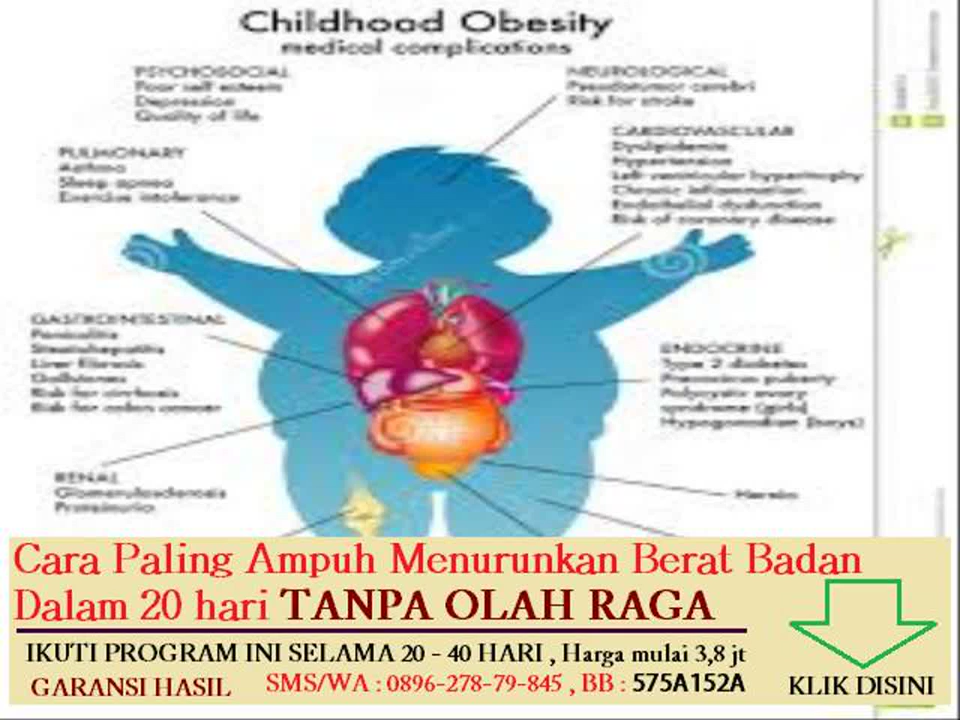 Childhood Obesity
medical complications
PSYCHOSOCIAL
Poor self esteem
Depression
Quality of life
NEUROLOGICAL
Pseudotumor cerebri
Risk for stroke
CARDIOVASCULAR
Dyslipidemia
Hypertension
Left ventricular hypertrophy
Chronic inflammation
Endothelial dysfunction
Risk of coronary disease
PULMONARY
Asthma
Sleep apnea
Exercise intolerance
GASTROINTESTINAL
Steatohepatitis
Liver fibrosis
Gallstones
Risk for cirrhosis
Risk for colon cancer
ENDOCRINE
Type 2 diabetes
Precocious puberty
Polycystic ovary
syndrome (girls)
Hypogonadism (boys)
RENAL
Glomerulosclerosis
Proteinuria
Hernia
Cara Paling Ampuh Menurunkan Berat Badan
Dalam 20 hari TANPA OLAH RAGA
IKUTI PROGRAM INI SELAMA 20 - 40 HARI , Harga mulai 3,8 jt
GARANSI HASIL SMS/WA : 0896-278-79-845 , BB : 575A152A
KLIK DISINI